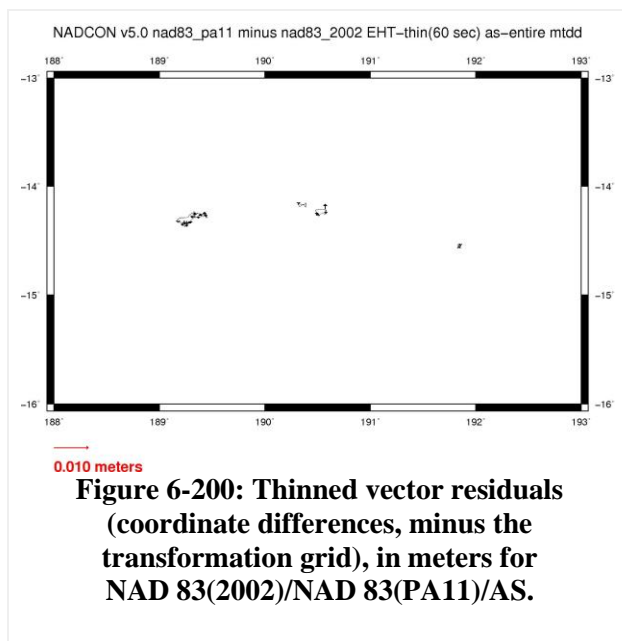 NADCON v5.0 nad83_pa11 minus nad83_2002 EHT−thin(60 sec) as−entire mtdd
188˚ 189˚ 190˚ 191˚ 192˚ 193˚
−13˚ −13˚
−14˚ −14˚
−15˚ −15˚
−16˚ −16˚
188˚ 189˚ 190˚ 191˚ 192˚ 193˚
0.010 meters
Figure 6-200: Thinned vector residuals
(coordinate differences, minus the
transformation grid), in meters for
NAD 83(2002)/NAD 83(PA11)/AS.